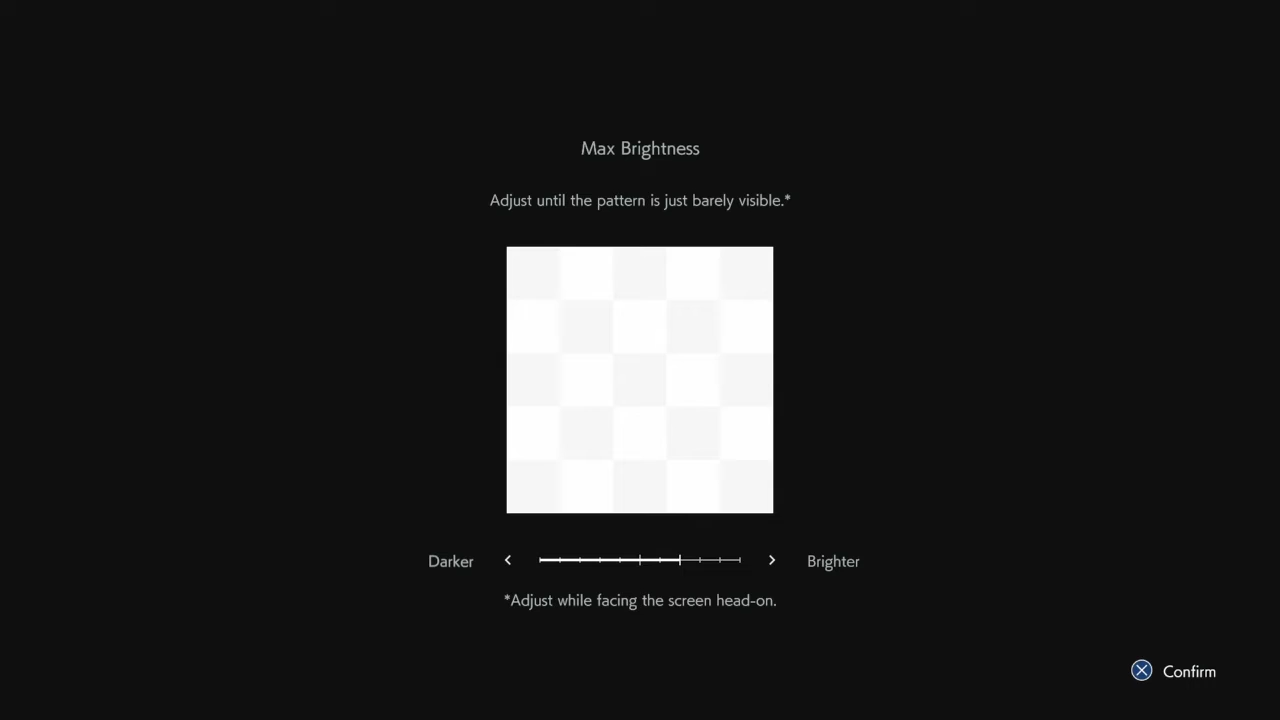 Max Brightness
Adjust until the pattern is just barely visible.*
Darker
Brighter
*Adjust while facing the screen head-on.
Confirm